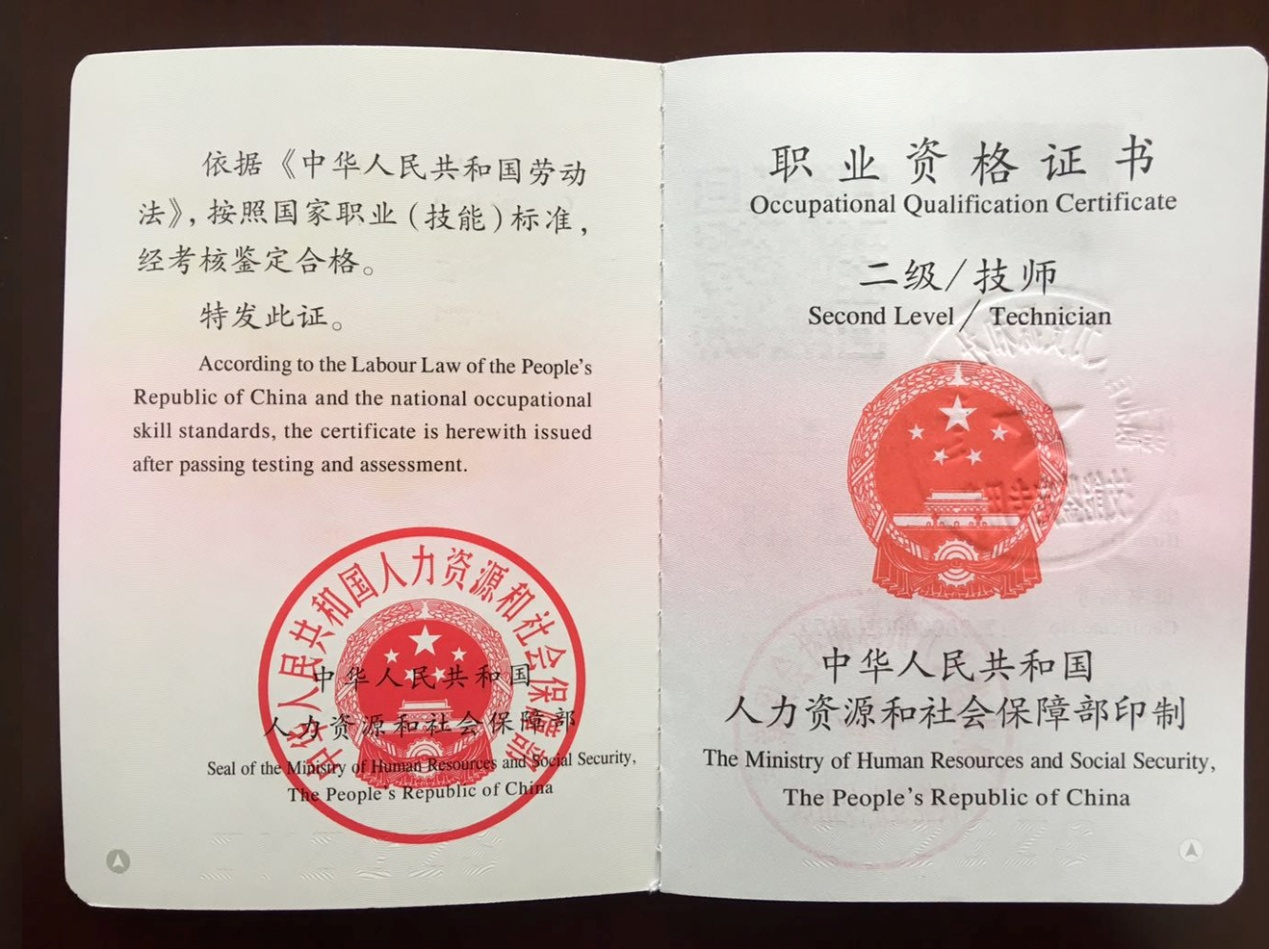 依据《中华人民共和国劳动
法》，按照国家职业（技能）标准，
经考核鉴定合格。
特发此证。
According to the Labour Law of the People's
Republic of China and the national occupational
skill standards, the certificate is herewith issued
after passing testing and assessment.
中华人民共和国人力资源和社会保障部
中华人民共和国
人力资源和社会保障部
Seal of the Ministry of Human Resources and Social Security,
The People's Republic of China
职业资格证书
Occupational Qualification Certificate
二级/技师
Second Level/Technician
中华人民共和国
人力资源和社会保障部印制
The Ministry of Human Resources and Social Security,
The People's Republic of China